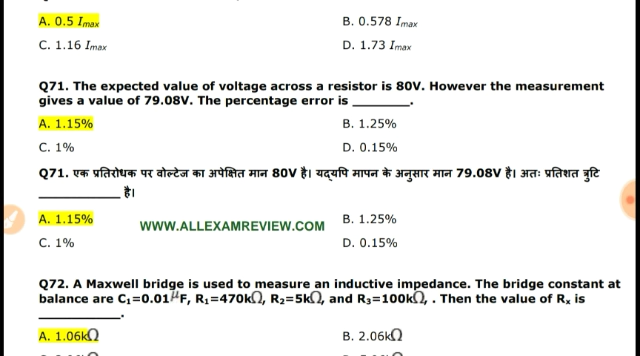 A. 0.5 Imax
B. 0.578 Imax
C. 1.16 Imax
D. 1.73 Imax
Q71. The expected value of voltage across a resistor is 80V. However the measurement
gives a value of 79.08V. The percentage error is ________.
A. 1.15%
B. 1.25%
C. 1%
D. 0.15%
Q71. एक प्रतिरोधक पर वोल्टेज का अपेक्षित मान 80V है। यद्यपि मापन के अनुसार मान 79.08V है। अतः प्रतिशत त्रुटि
____________ है।
A. 1.15%
B. 1.25%
WWW.ALLEXAMREVIEW.COM
C. 1%
D. 0.15%
Q72. A Maxwell bridge is used to measure an inductive impedance. The bridge constant at
balance are C₁=0.01μF, R₁=470kΩ, R₂=5kΩ, and R₃=100kΩ, . Then the value of Rₓ is
____________.
A. 1.06kΩ
B. 2.06kΩ